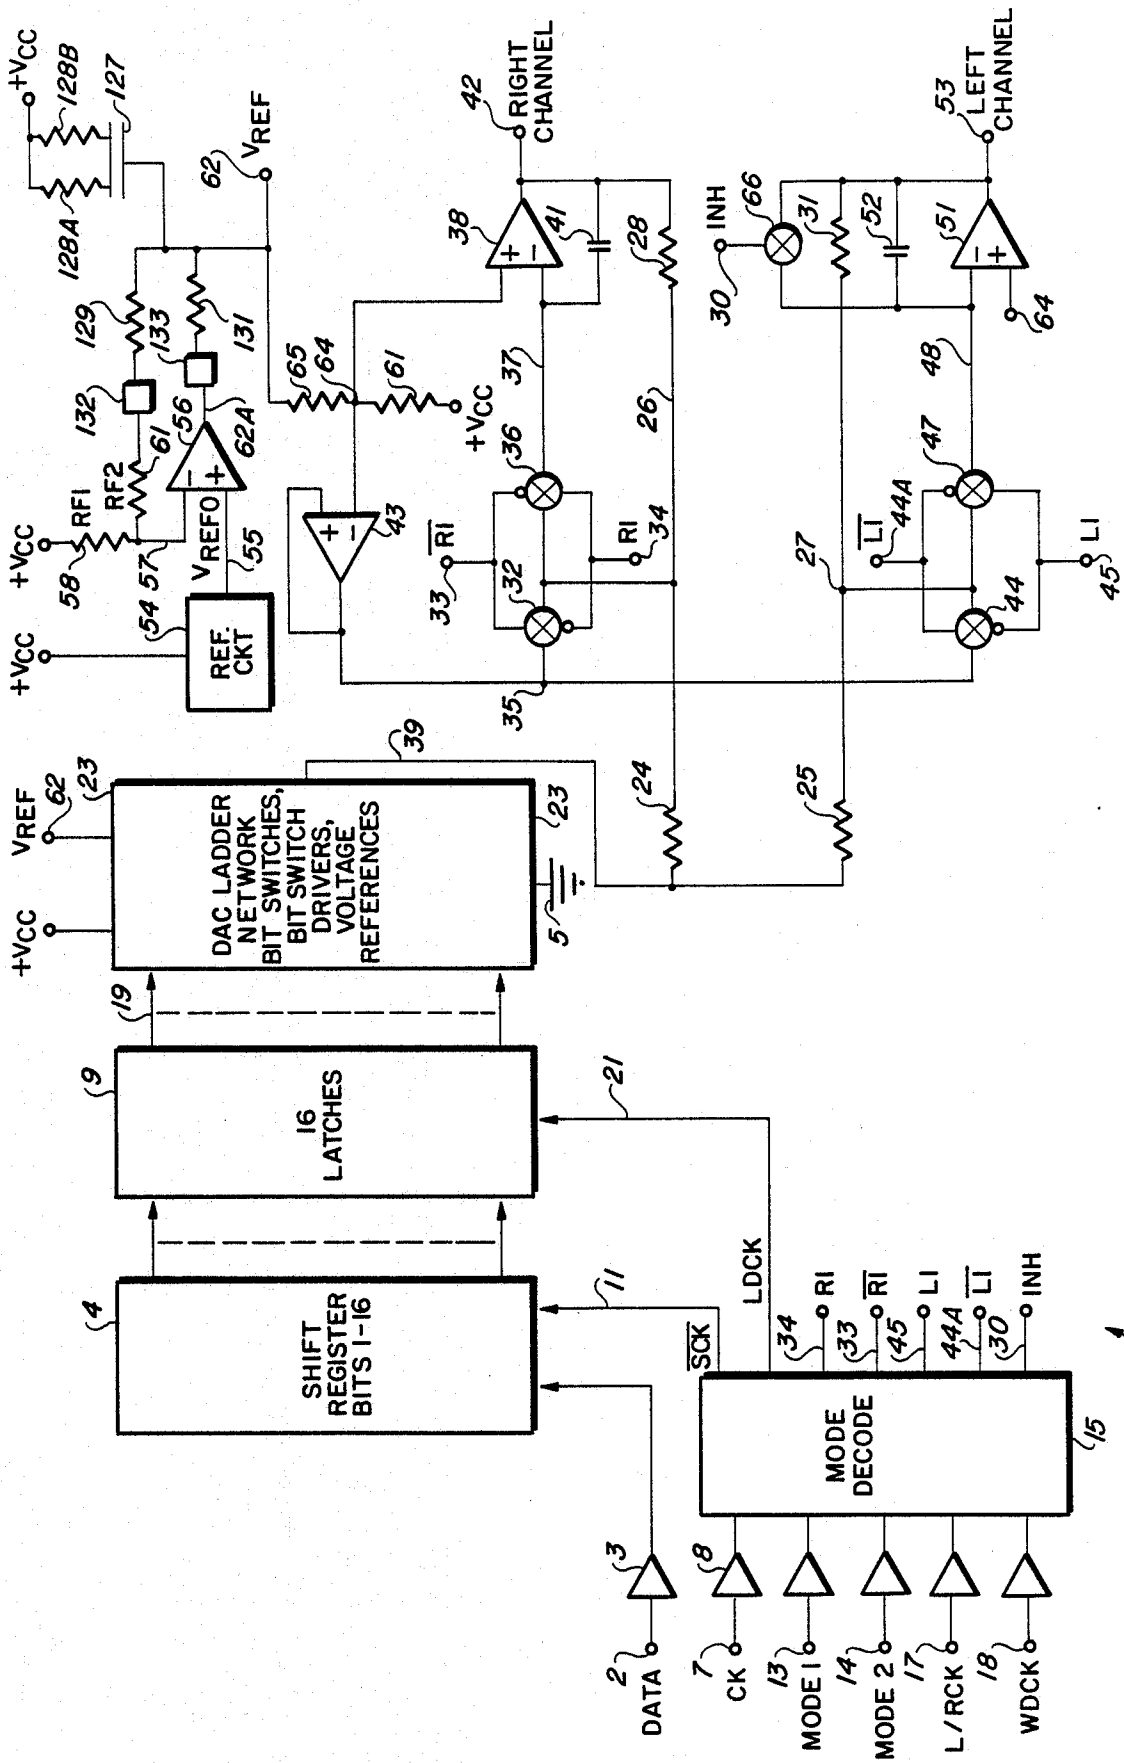 +VCC
VREF
62
23
DAC LADDER
NETWORK
BIT SWITCHES,
BIT SWITCH
DRIVERS,
VOLTAGE
REFERENCES
23
5
39
19
9
16
LATCHES
21
4
SHIFT
REGISTER
BITS 1-16
11
SCK
LDCK
34
RI
33
RI
45
LI
44A
LI
30
INH
MODE
DECODE
15
2
DATA
3
7
CK
8
13
MODE 1
14
MODE 2
17
L/RCK
18
WDCK
24
25
+VCC
+VCC
58
RF1
57
RF2
61
VREFO
55
54
REF.
CKT
56
62A
132
129
133
131
+VCC
128A
128B
127
62
VREF
65
64
61
+VCC
43
RI
33
32
36
RI
34
35
37
26
38
+
−
41
28
42
RIGHT
CHANNEL
INH
30
66
31
52
51
−
+
64
53
LEFT
CHANNEL
48
47
44A
LI
27
44
LI
45
1